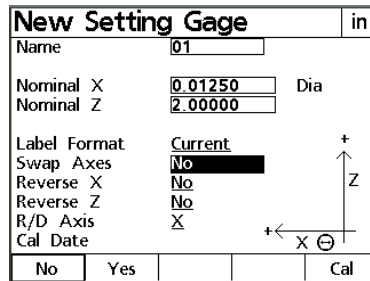 New Setting Gage in
Name 01
Nominal X 0.01250 Dia
Nominal Z 2.00000
Label Format Current
Swap Axes No
Reverse X No
Reverse Z No
R/D Axis X
Cal Date
+
Z
+ X
No Yes Cal